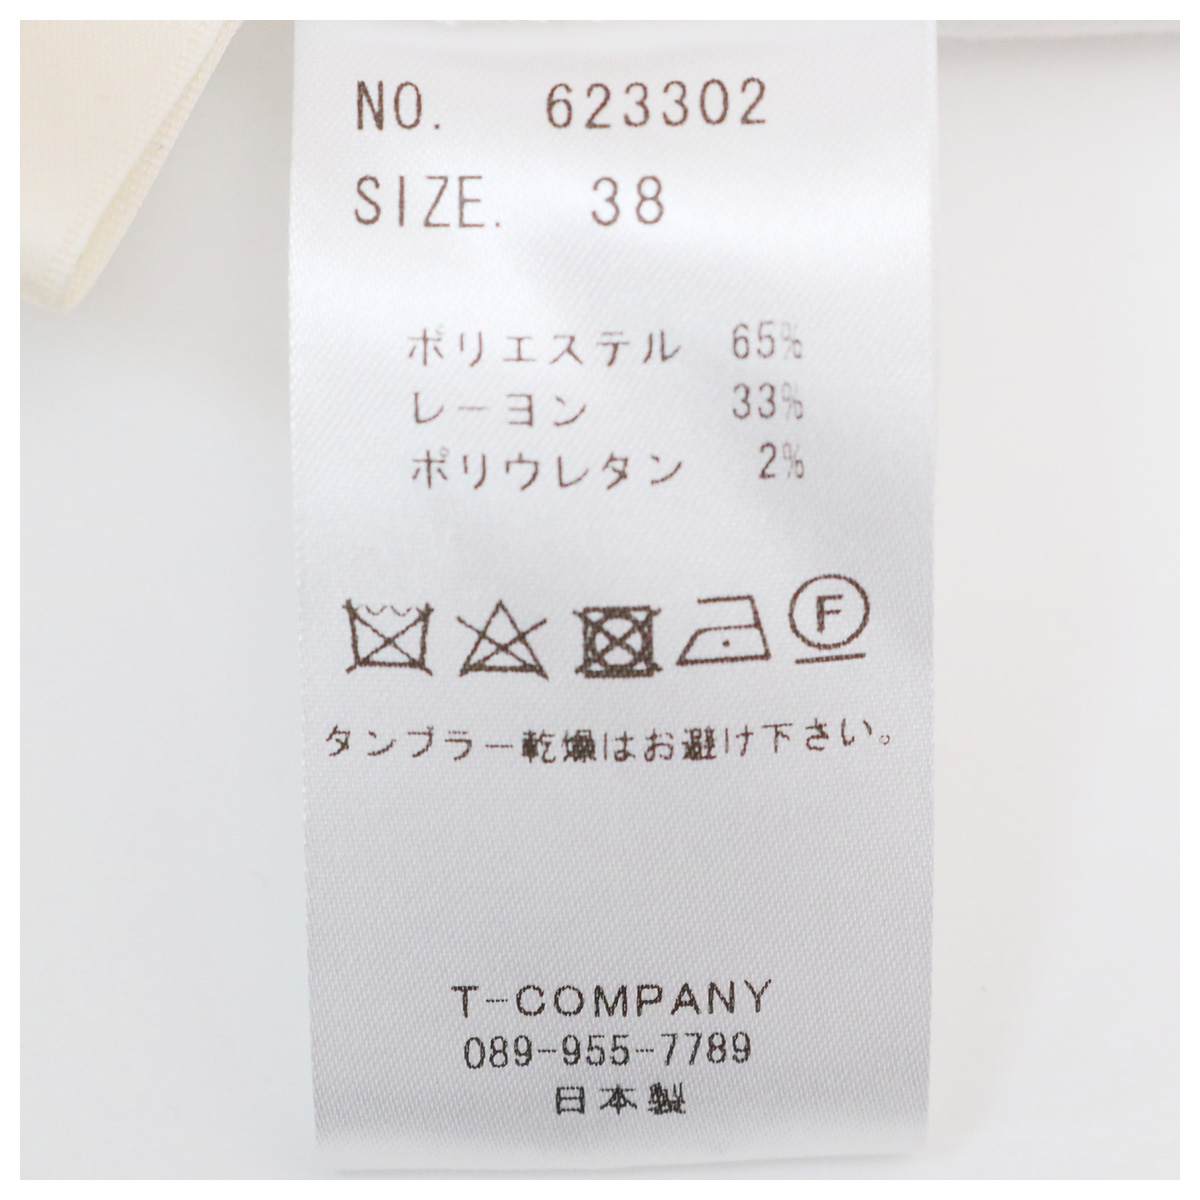 NO. 623302
SIZE. 38
ポリエステル 65%
レーヨン 33%
ポリウレタン 2%
F
タンブラー乾燥はお避け下さい。
T-COMPANY
089-955-7789
日本製